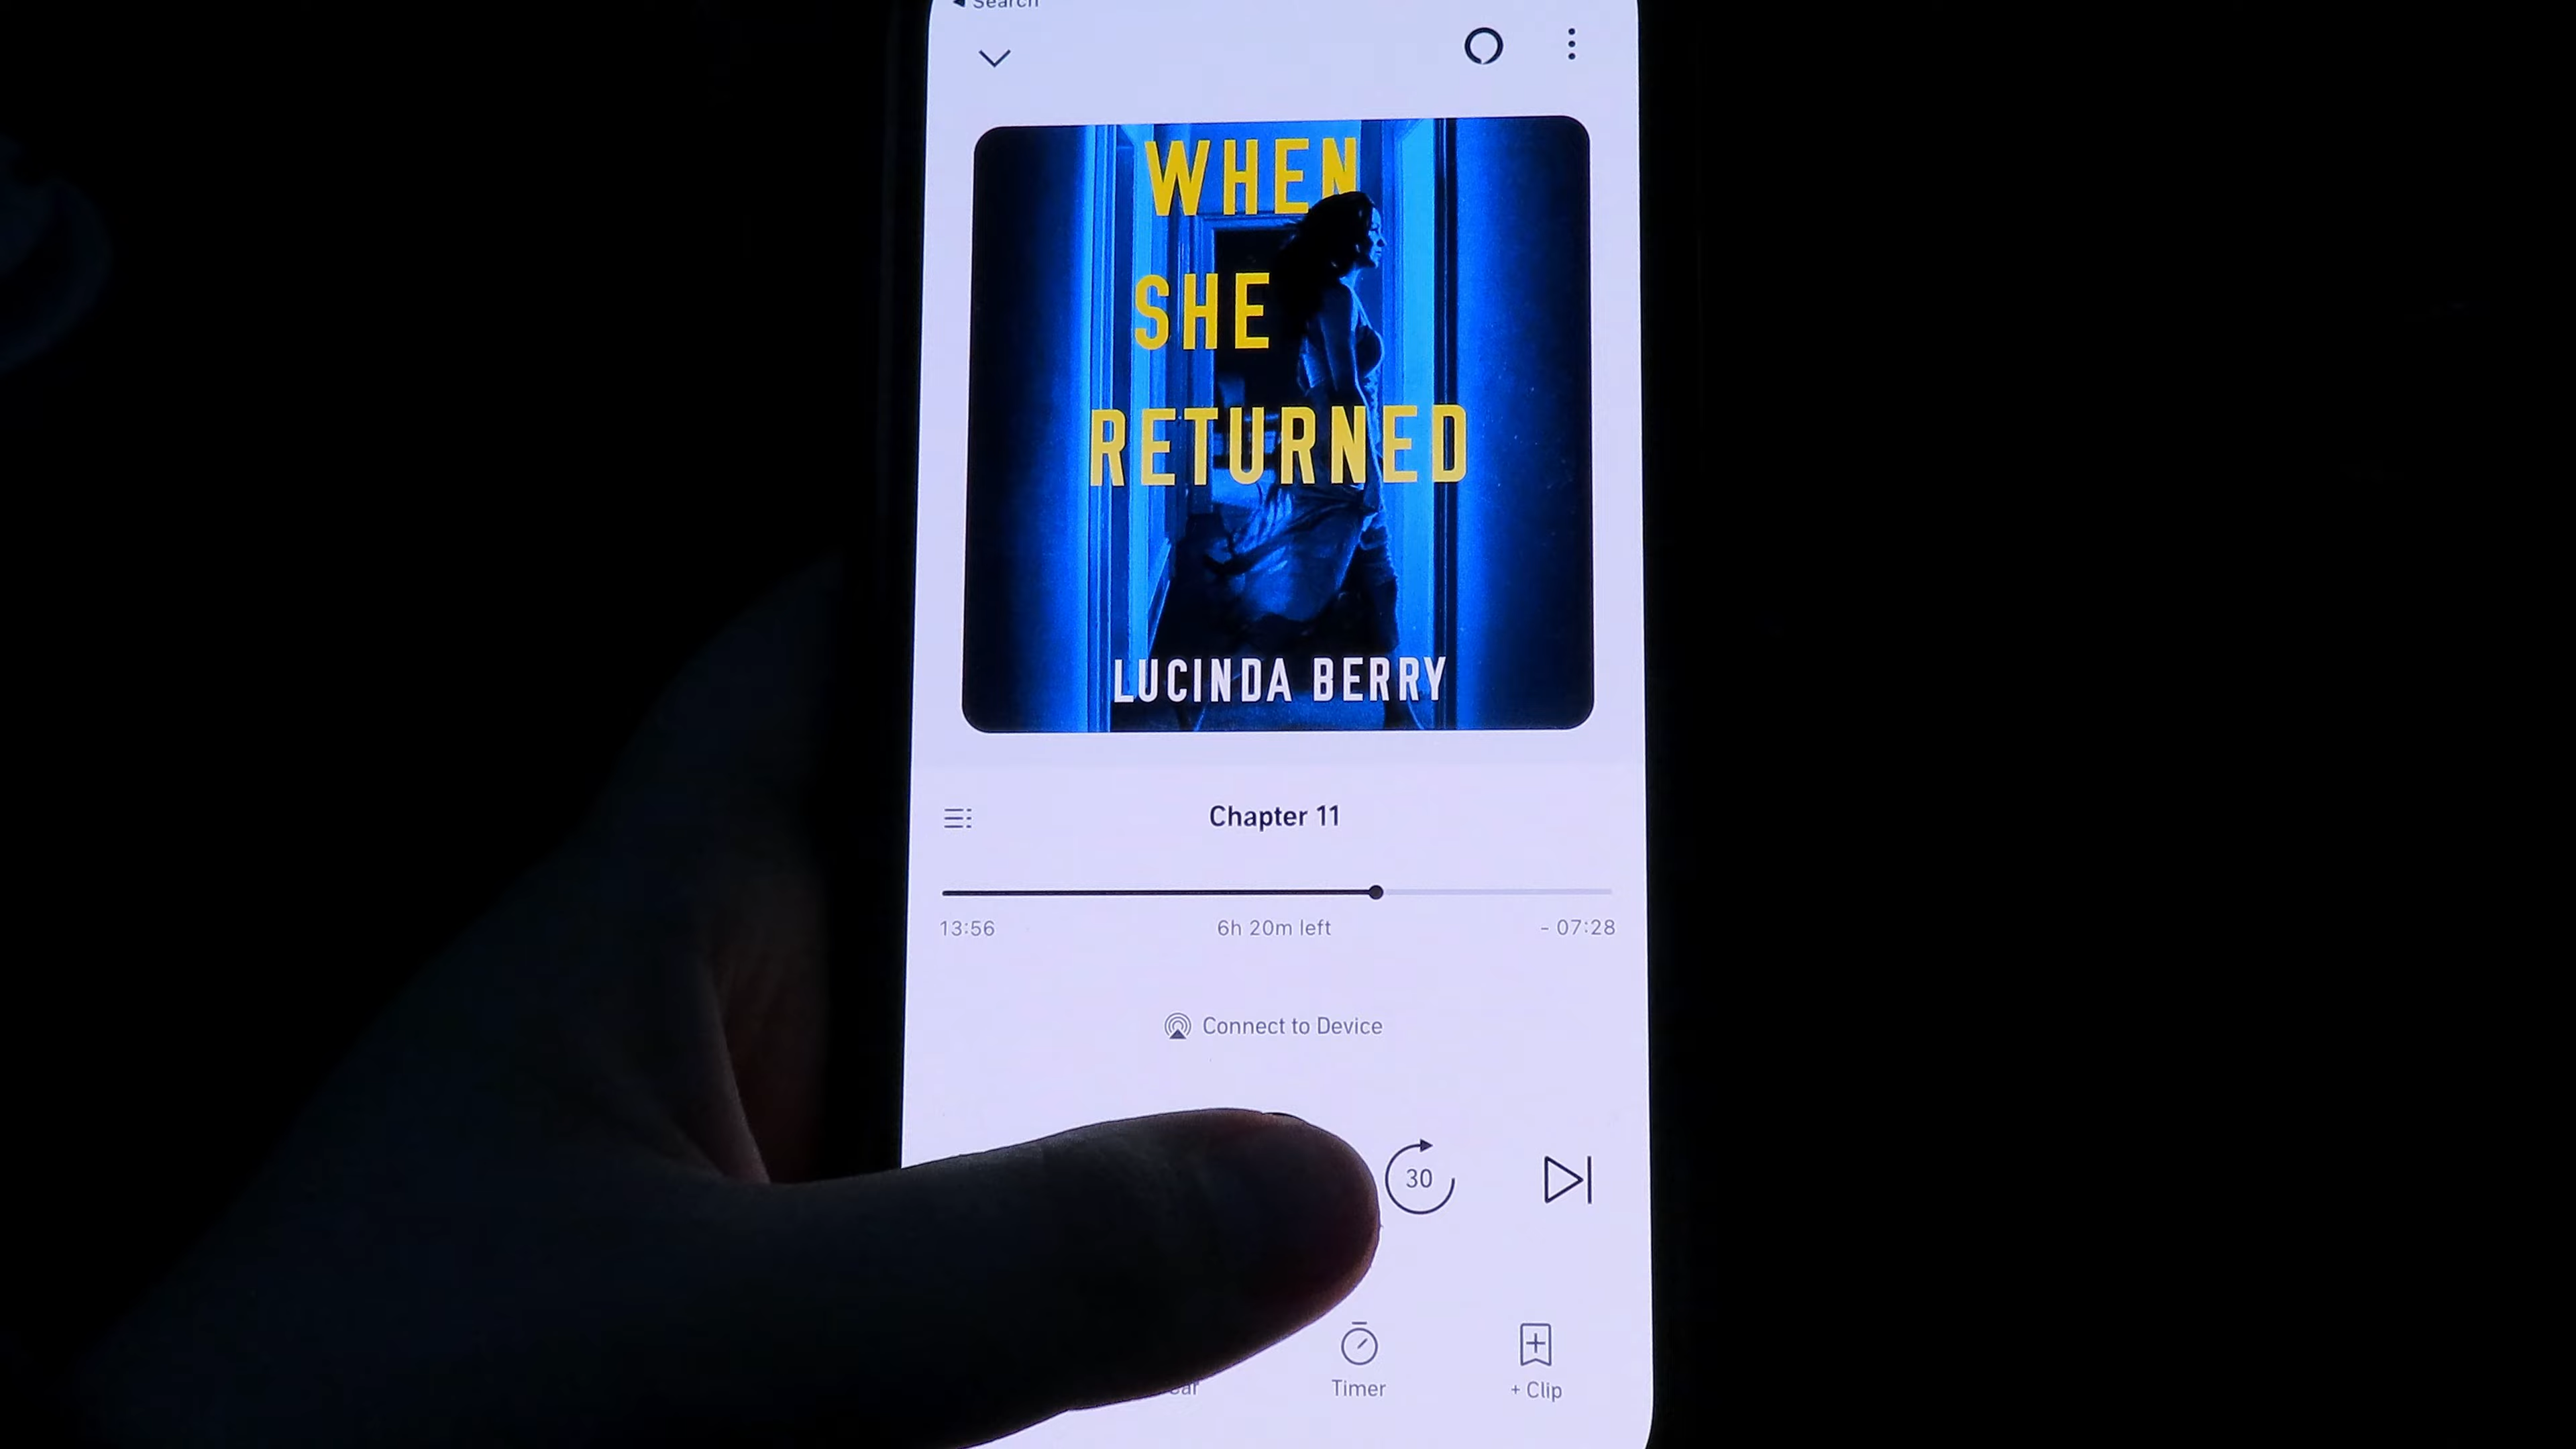 Search
WHEN
SHE
RETURNED
LUCINDA BERRY
Chapter 11
13:56
6h 20m left
- 07:28
Connect to Device
30
Timer
+ Clip